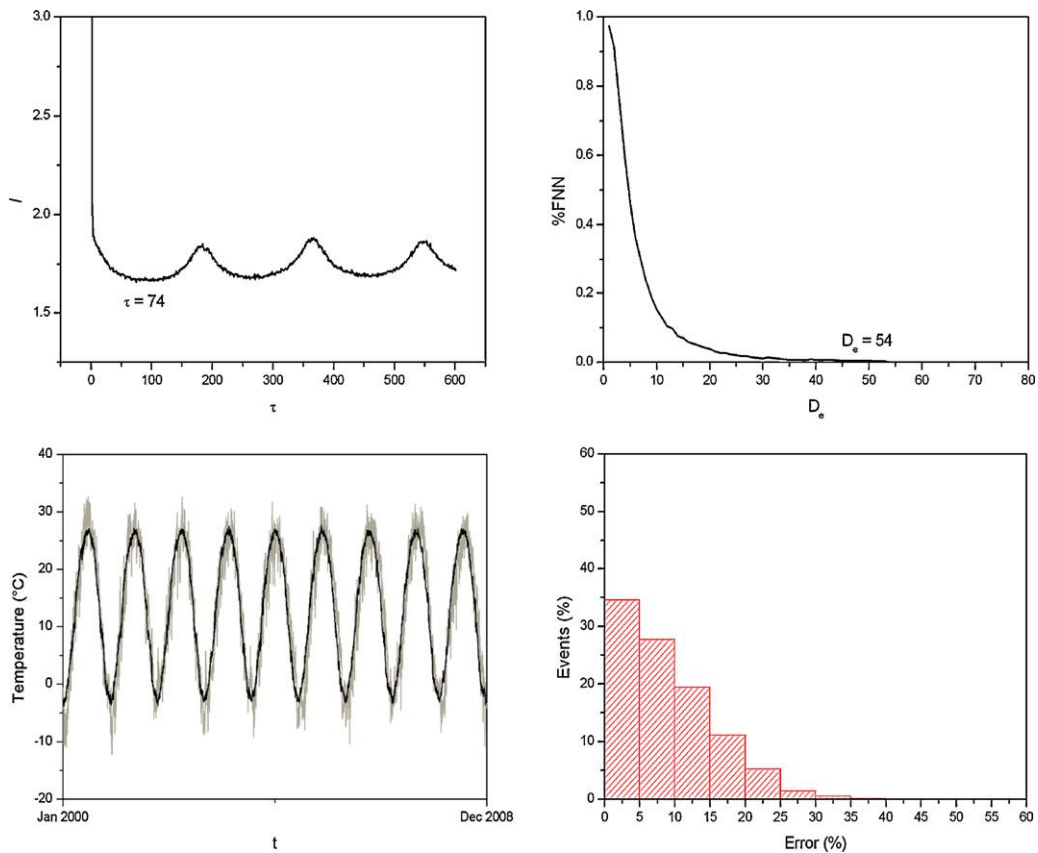 3.0
2.5
2.0
1.5
I
τ = 74
0 100 200 300 400 500 600
τ
1.0
0.8
0.6
0.4
0.2
0.0
%FNN
De = 54
0 10 20 30 40 50 60 70 80
De
40
30
20
10
0
-10
-20
Temperature (°C)
Jan 2000 Dec 2008
t
60
50
40
30
20
10
0
Events (%)
0 5 10 15 20 25 30 35 40 45 50 55 60
Error (%)